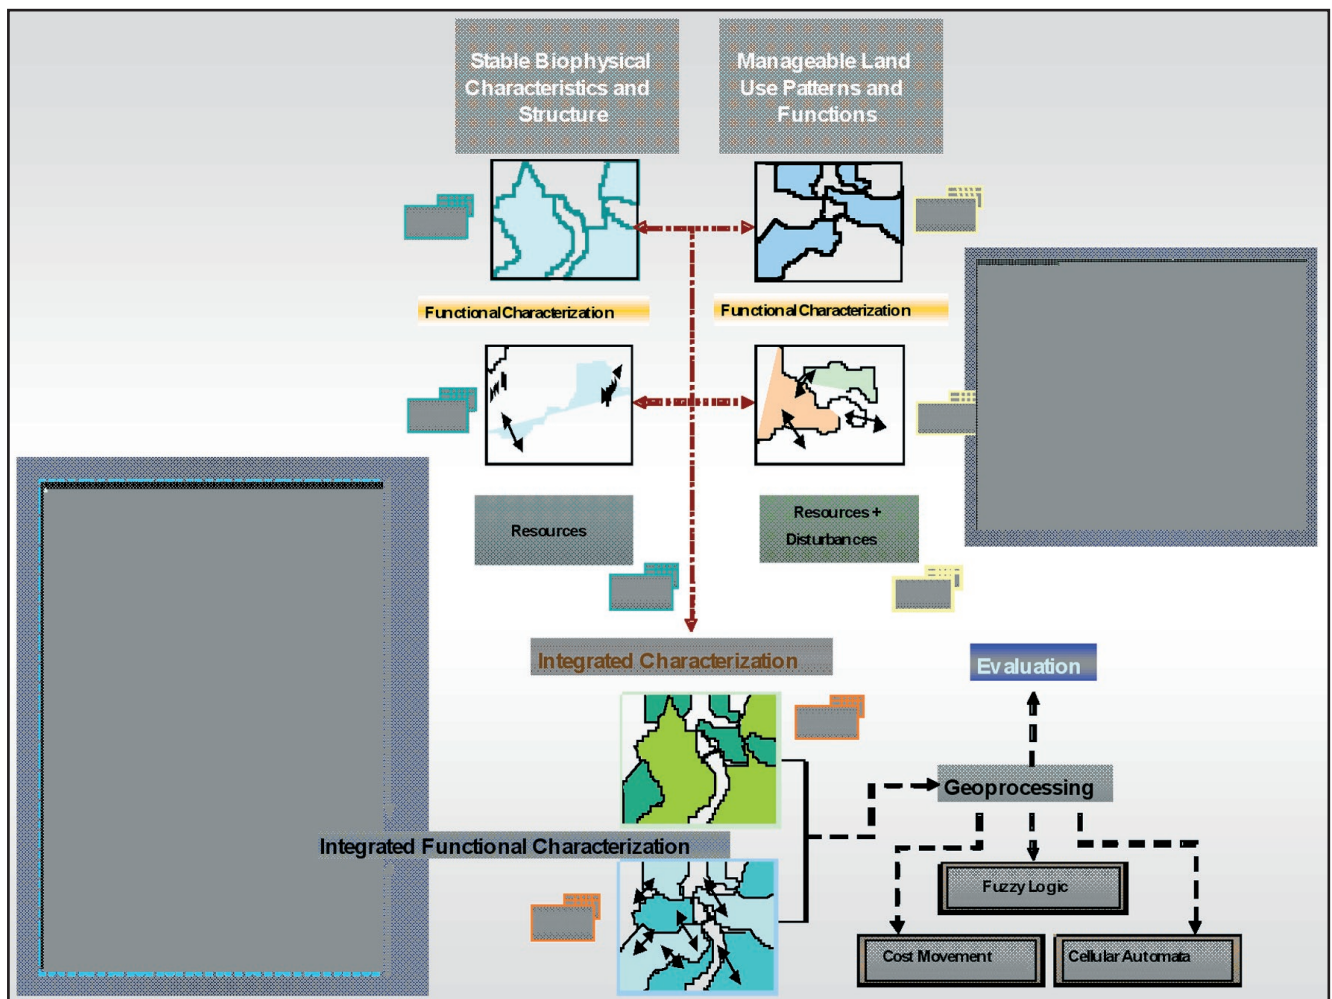 Stable Biophysical
Characteristics and
Structure
Manageable Land
Use Patterns and
Functions
Functional Characterization
Functional Characterization
Resources
Resources +
Disturbances
Integrated Characterization
Evaluation
Geoprocessing
Integrated Functional Characterization
Fuzzy Logic
Cost Movement
Cellular Automata